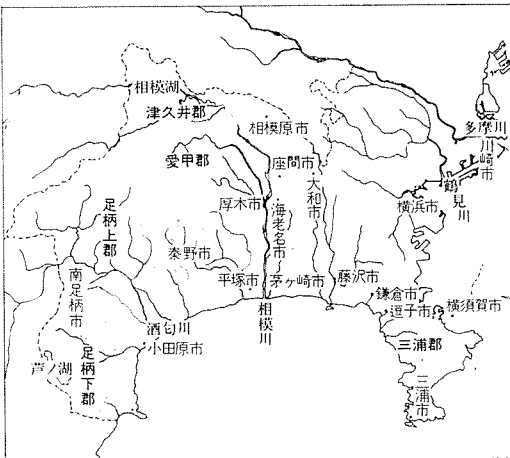 相模湖
津久井郡
相模原市
多摩川
川崎市
愛甲郡
座間市
大和市
鶴見川
厚木市
海老名市
横浜市
足柄上郡
秦野市
南足柄市
平塚市
茅ヶ崎市
藤沢市
鎌倉市
逗子市
横須賀市
酒匂川
相模川
小田原市
三浦郡
芦ノ湖
足柄下郡
三浦市